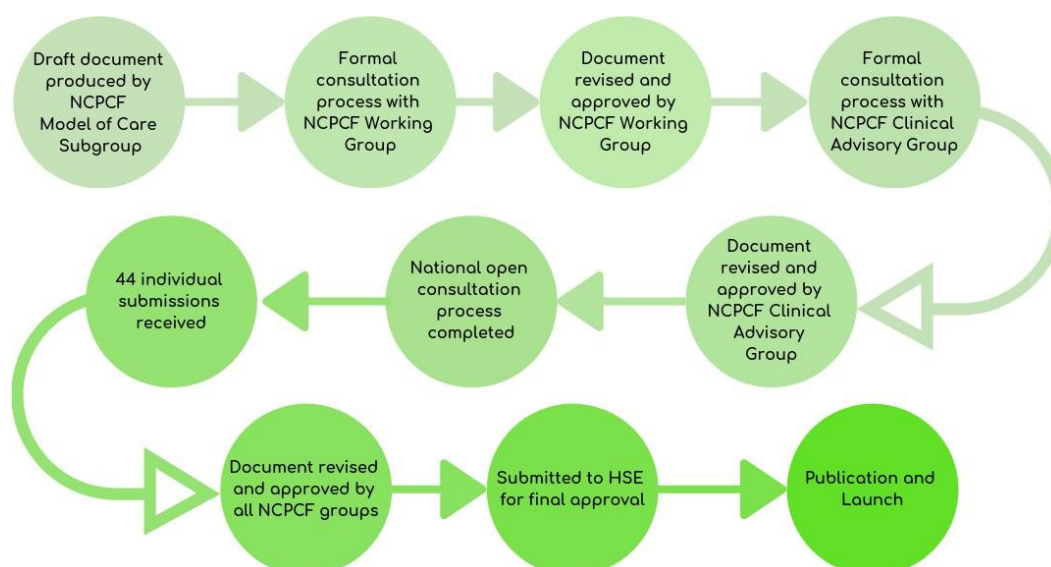 Draft document
produced by
NCPCF
Model of Care
Subgroup
Formal
consultation
process with
NCPCF Working
Group
Document
revised and
approved by
NCPCF Working
Group
Formal
consultation
process with
NCPCF Clinical
Advisory Group
Document
revised and
approved by
NCPCF Clinical
Advisory
Group
National open
consultation
process
completed
44 individual
submissions
received
Document revised
and approved by
all NCPCF groups
Submitted to HSE
for final approval
Publication and
Launch